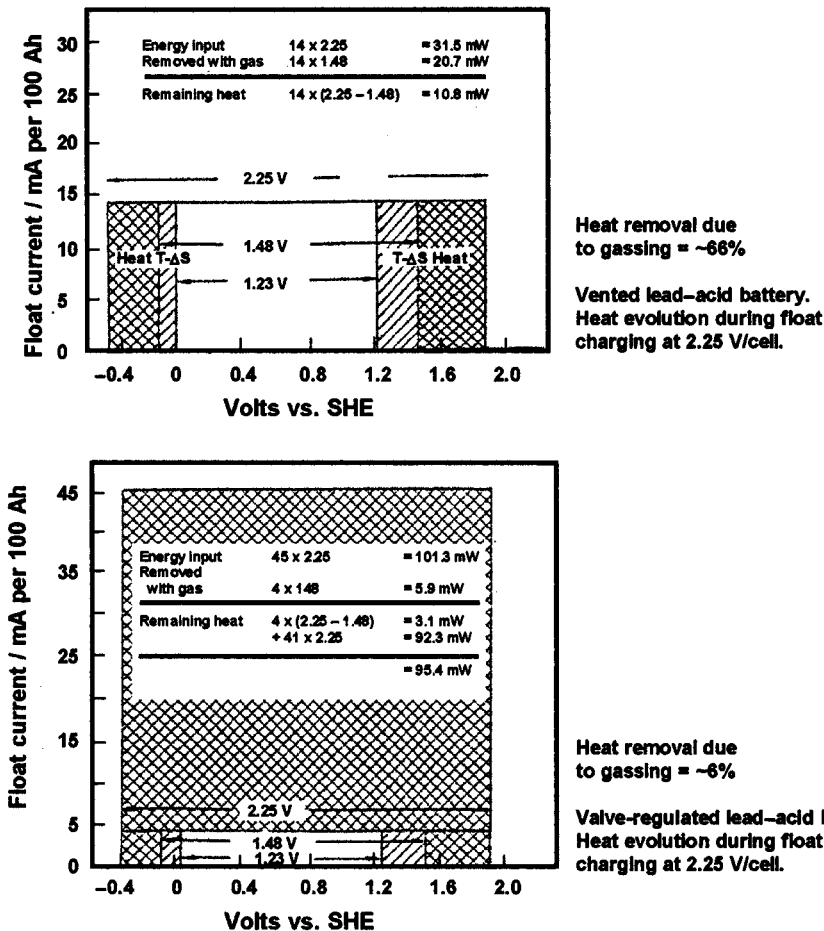 Float current / mA per 100 Ah
30
25
20
15
10
5
0
Energy input 14 x 2.25 = 31.5 mW
Removed with gas 14 x 1.48 = 20.7 mW
Remaining heat 14 x (2.25 – 1.48) = 10.8 mW
2.25 V
1.48 V
Heat T-ΔS
T-ΔS Heat
1.23 V
–0.4 0 0.4 0.8 1.2 1.6 2.0
Volts vs. SHE
Heat removal due
to gassing = ~66%
Vented lead–acid battery.
Heat evolution during float
charging at 2.25 V/cell.
Float current / mA per 100 Ah
45
35
25
15
5
0
Energy input 45 x 2.25 = 101.3 mW
Removed
with gas 4 x 148 = 5.9 mW
Remaining heat 4 x (2.25 – 1.48) = 3.1 mW
+ 41 x 2.25 = 92.3 mW
= 95.4 mW
2.25 V
1.48 V
1.23 V
–0.4 0 0.4 0.8 1.2 1.6 2.0
Volts vs. SHE
Heat removal due
to gassing = ~6%
Valve-regulated lead–acid
Heat evolution during float
charging at 2.25 V/cell.